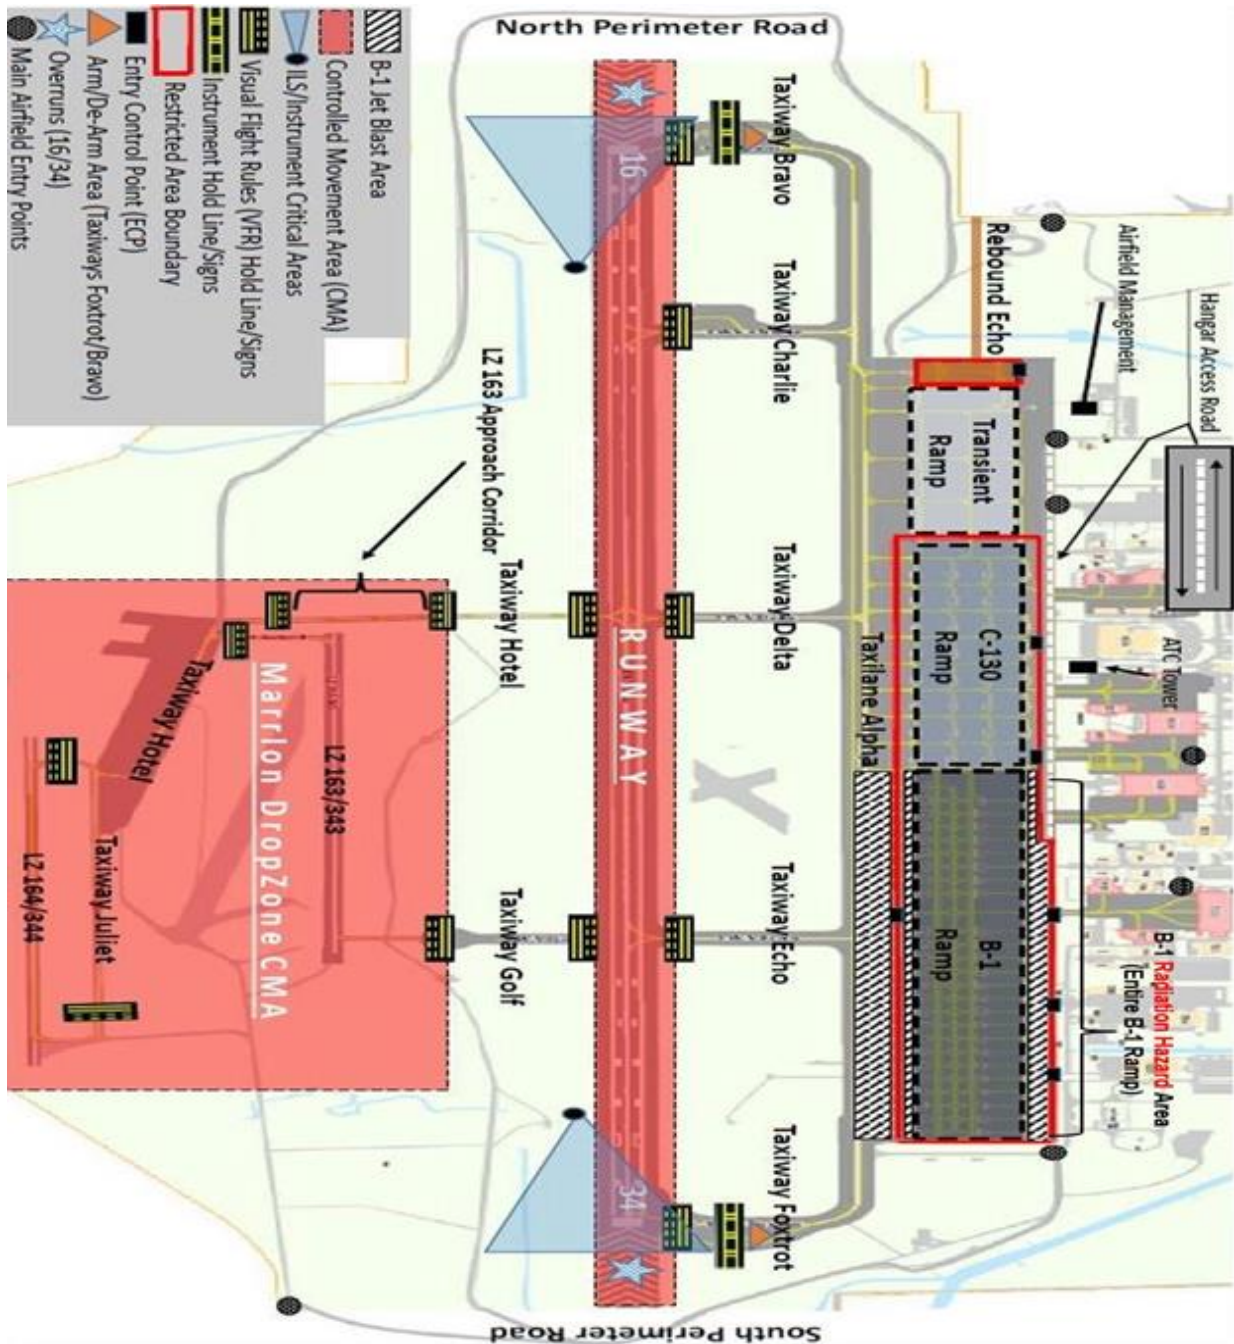 North Perimeter Road
Taxiway Bravo
Taxiway Charlie
Taxiway Delta
Taxiway Echo
Taxiway Foxtrot
Rebound Echo
Airfield Management
Hangar Access Road
ATC Tower
Transient
Ramp
C-130
Ramp
B-1
Ramp
Taxilane Alpha
B-1 Radiation Hazard Area
(Entire B-1 Ramp)
16
RUNWAY
34
LZ 163 Approach Corridor
Taxiway Hotel
Taxiway Golf
LZ 163/343
Marrion DropZone CMA
Taxiway Hotel
Taxiway Juliet
LZ 164/344
South Perimeter Road
B-1 Jet Blast Area
Controlled Movement Area (CMA)
ILS/Instrument Critical Areas
Visual Flight Rules (VFR) Hold Line/Signs
Instrument Hold Line/Signs
Restricted Area Boundary
Entry Control Point (ECP)
Arm/De-Arm Area (Taxiways Foxtrot/Bravo)
Overruns (16/34)
Main Airfield Entry Points